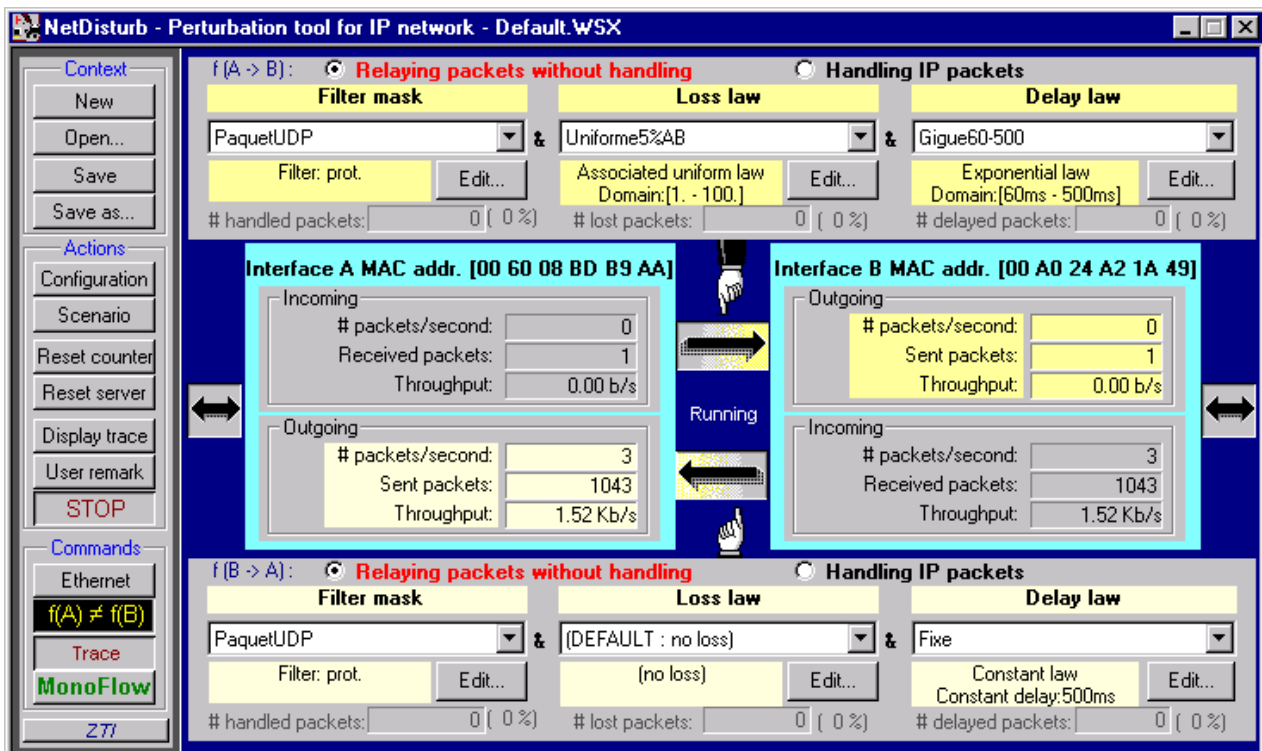 NetDisturb - Perturbation tool for IP network - Default.WSX
Context
New
Open...
Save
Save as...
Actions
Configuration
Scenario
Reset counter
Reset server
Display trace
User remark
STOP
Commands
Ethernet
f(A) ≠ f(B)
Trace
MonoFlow
ZTI
f (A -> B) : Relaying packets without handling Handling IP packets
Filter mask Loss law Delay law
PaquetUDP & Uniforme5%AB & Gigue60-500
Filter: prot. Edit... Associated uniform law Edit... Exponential law Edit...
Domain:[1. - 100.] Domain:[60ms - 500ms]
# handled packets: 0 ( 0 %) # lost packets: 0 ( 0 %) # delayed packets: 0 ( 0 %)
Interface A MAC addr. [00 60 08 BD B9 AA]
Incoming
# packets/second: 0
Received packets: 1
Throughput: 0.00 b/s
Outgoing
# packets/second: 3
Sent packets: 1043
Throughput: 1.52 Kb/s
Running
Interface B MAC addr. [00 A0 24 A2 1A 49]
Outgoing
# packets/second: 0
Sent packets: 1
Throughput: 0.00 b/s
Incoming
# packets/second: 3
Received packets: 1043
Throughput: 1.52 Kb/s
f (B -> A) : Relaying packets without handling Handling IP packets
Filter mask Loss law Delay law
PaquetUDP & (DEFAULT : no loss) & Fixe
Filter: prot. Edit... (no loss) Edit... Constant law Edit...
Constant delay:500ms
# handled packets: 0 ( 0 %) # lost packets: 0 ( 0 %) # delayed packets: 0 ( 0 %)